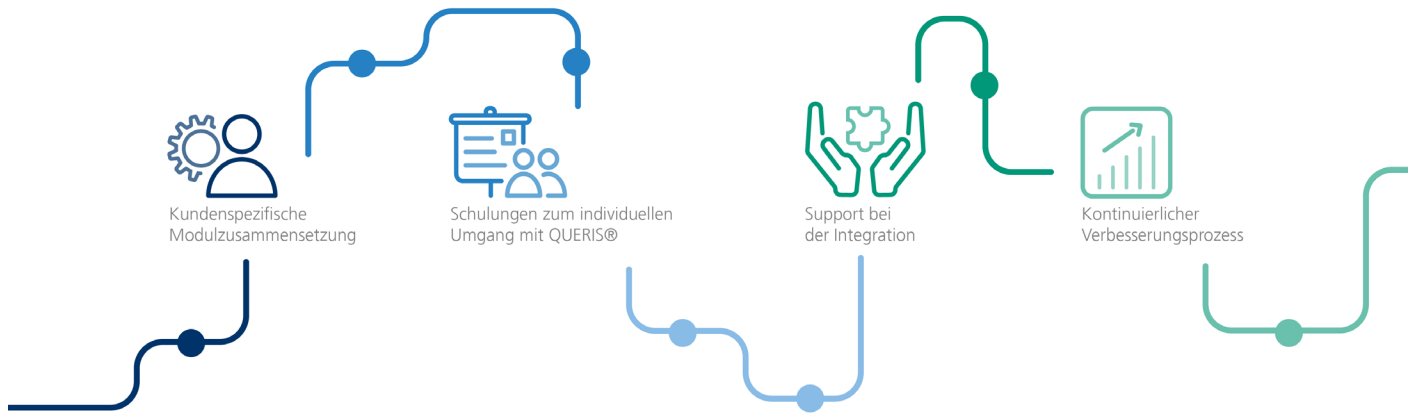 Kundenspezifische
Modulzusammensetzung
Schulungen zum individuellen
Umgang mit QUERIS®
Support bei
der Integration
Kontinuierlicher
Verbesserungsprozess